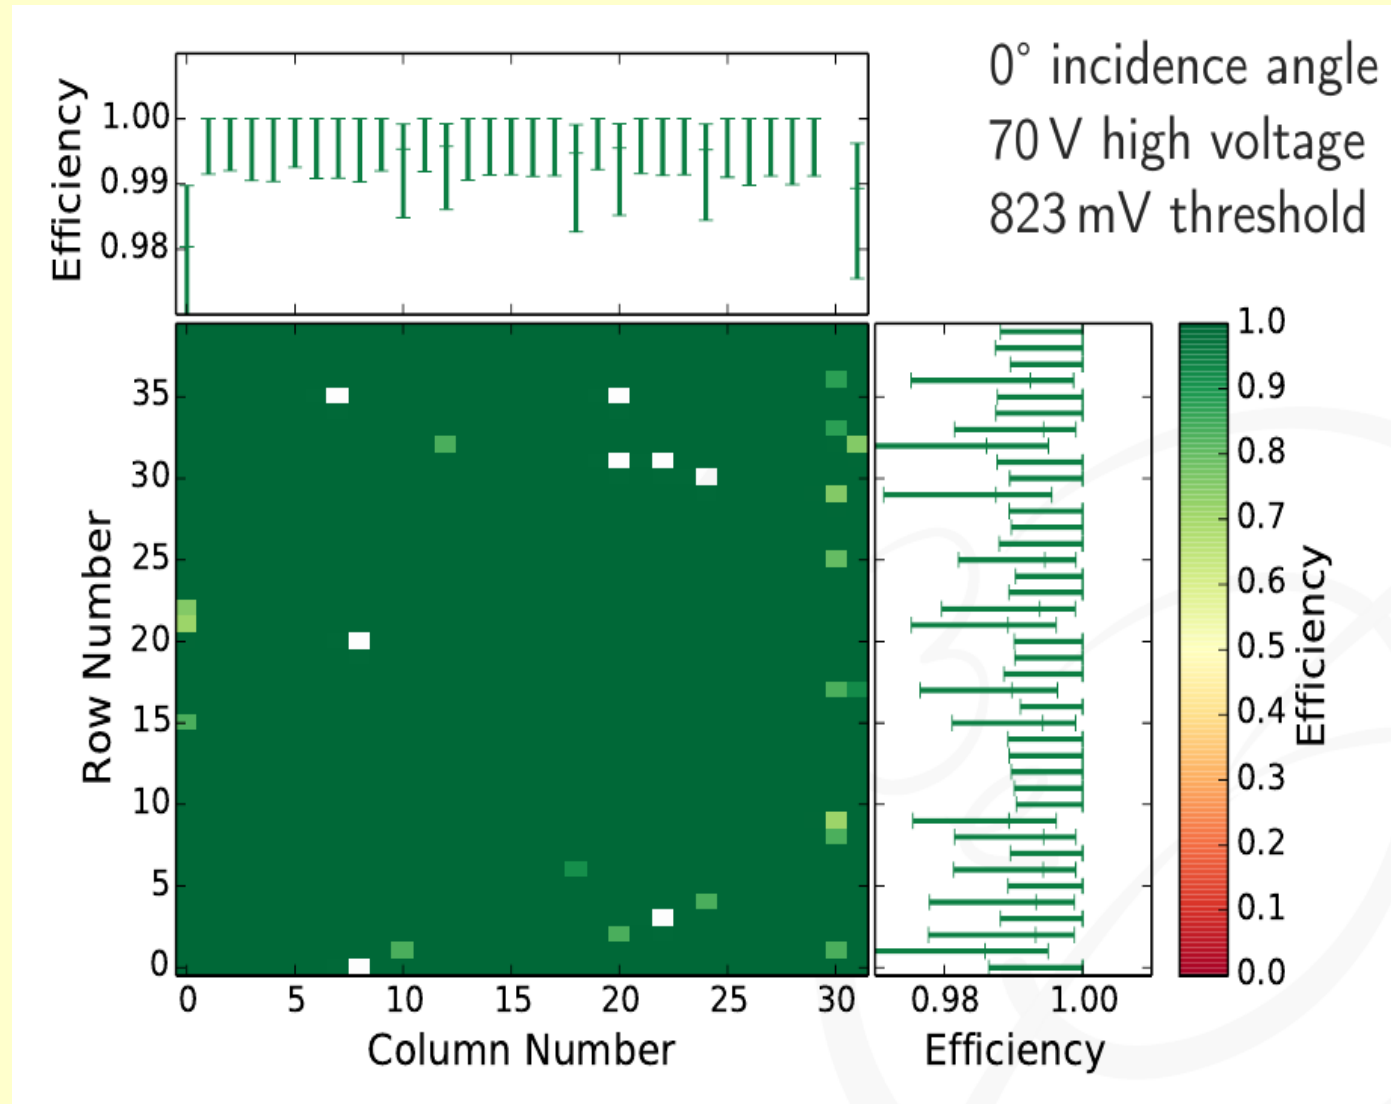 0° incidence angle
70 V high voltage
823 mV threshold
Efficiency
1.00
0.99
0.98
Row Number
35
30
25
20
15
10
5
0
0 5 10 15 20 25 30
Column Number
0.98 1.00
Efficiency
1.0
0.9
0.8
0.7
0.6
0.5
0.4
0.3
0.2
0.1
0.0
Efficiency